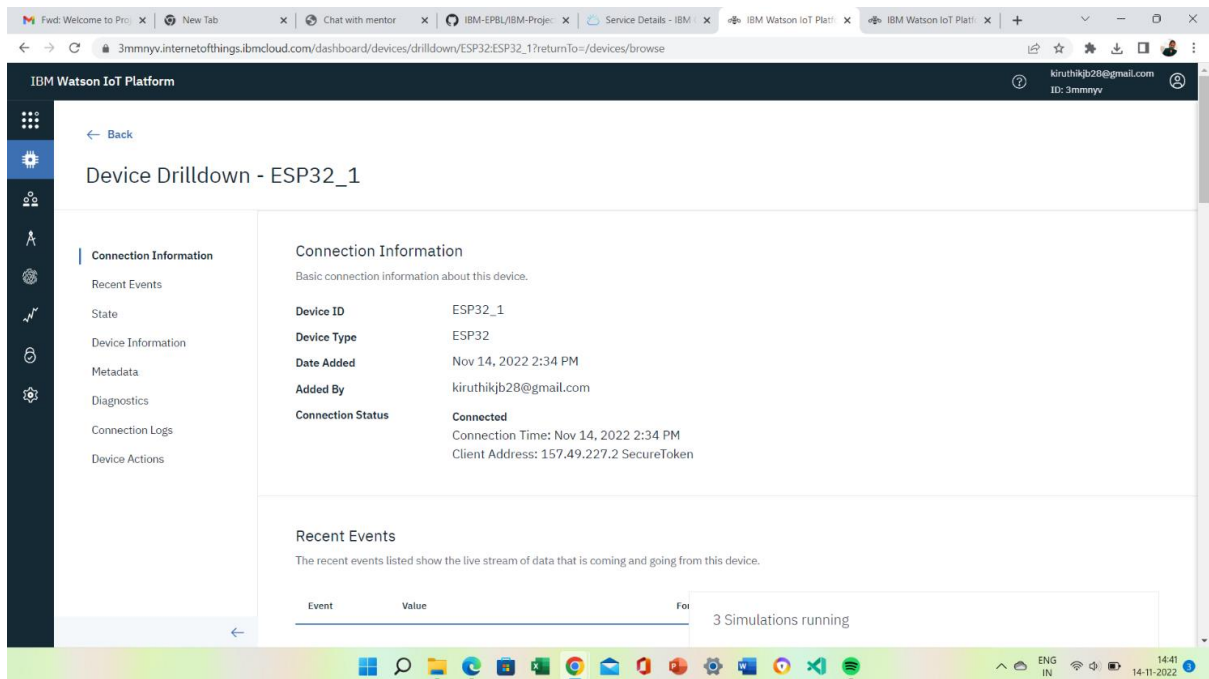 Fwd: Welcome to Proj
New Tab
Chat with mentor
IBM-EPBL/IBM-Projec
Service Details - IBM
IBM Watson IoT Platf
IBM Watson IoT Platf
3mmnyv.internetofthings.ibmcloud.com/dashboard/devices/drilldown/ESP32:ESP32_1?returnTo=/devices/browse
IBM Watson IoT Platform
kiruthikjb28@gmail.com
ID: 3mmnyv
Back
Device Drilldown - ESP32_1
Connection Information
Recent Events
State
Device Information
Metadata
Diagnostics
Connection Logs
Device Actions
Connection Information
Basic connection information about this device.
Device ID ESP32_1
Device Type ESP32
Date Added Nov 14, 2022 2:34 PM
Added By kiruthikjb28@gmail.com
Connection Status Connected
Connection Time: Nov 14, 2022 2:34 PM
Client Address: 157.49.227.2 SecureToken
Recent Events
The recent events listed show the live stream of data that is coming and going from this device.
Event Value For
3 Simulations running
ENG
IN
14:41
14-11-2022
3